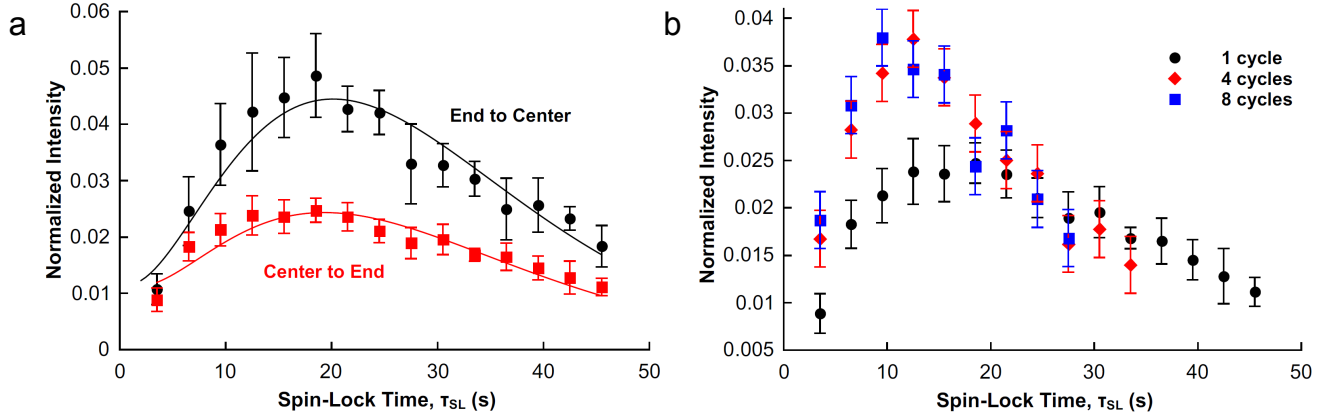 a
Normalized Intensity
0.06
0.05
0.04
0.03
0.02
0.01
0
End to Center
Center to End
0 10 20 30 40 50
Spin-Lock Time, τSL (s)
b
Normalized Intensity
0.04
0.035
0.03
0.025
0.02
0.015
0.01
0.005
1 cycle
4 cycles
8 cycles
0 10 20 30 40 50
Spin-Lock Time, τSL (s)